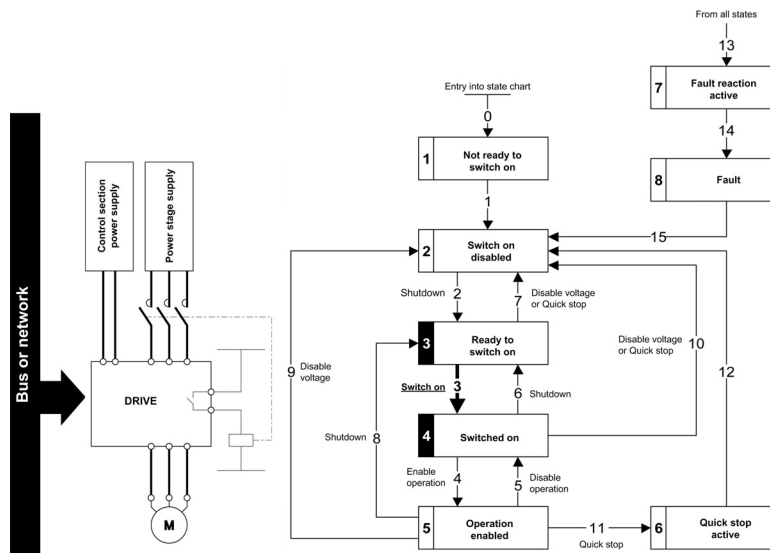 Bus or network
Control section
power supply
Power stage supply
DRIVE
M
From all states
13
7
Fault reaction
active
14
8
Fault
15
Entry into state chart
0
1
Not ready to
switch on
1
2
Switch on
disabled
Shutdown
2
7
Disable voltage
or Quick stop
3
Ready to
switch on
Switch on
3
6
Shutdown
4
Switched on
Enable
operation
4
5
Disable
operation
5
Operation
enabled
9
Disable
voltage
Shutdown
8
Disable voltage
or Quick stop
10
12
11
Quick stop
6
Quick stop
active